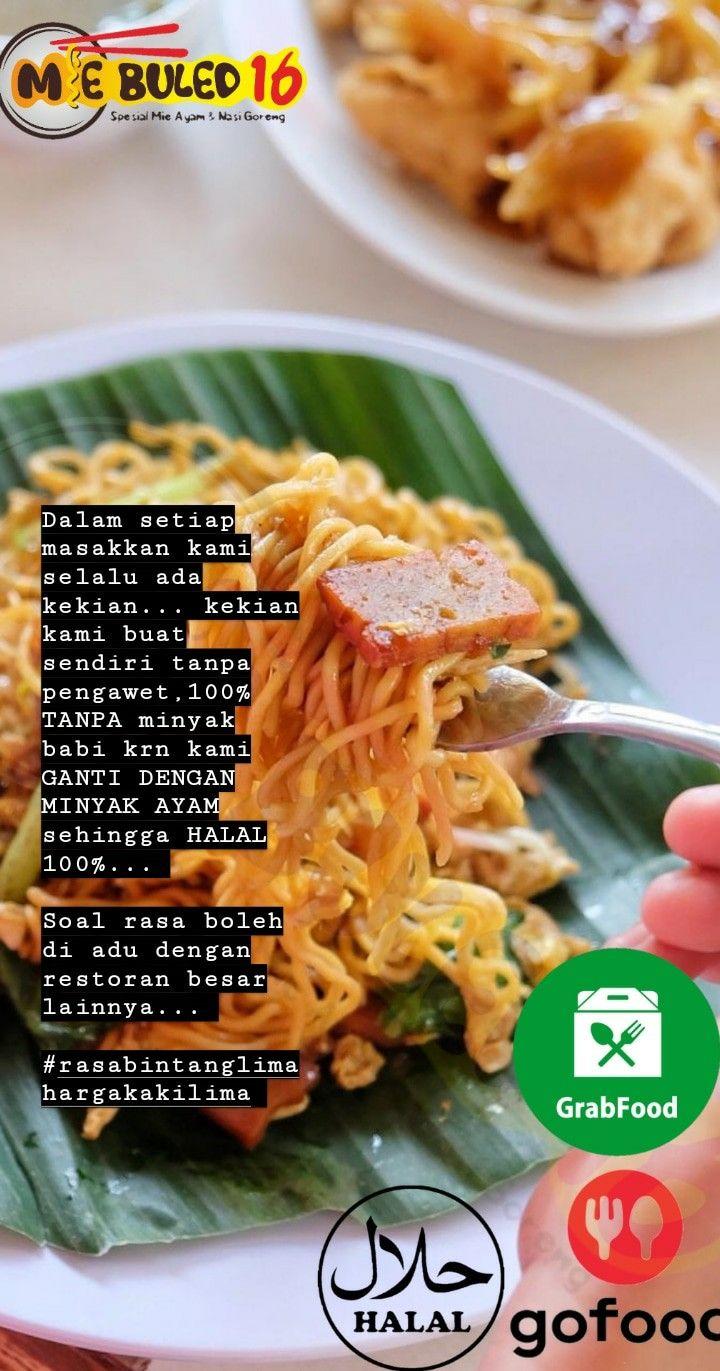 MIE BULED 16
Spesial Mie Ayam & Nasi Goreng
Dalam setiap
masakkan kami
selalu ada
kekian... kekian
kami buat
sendiri tanpa
pengawet,100%
TANPA minyak
babi krn kami
GANTI DENGAN
MINYAK AYAM
sehingga HALAL
100%...
Soal rasa boleh
di adu dengan
restoran besar
lainnya...
#rasabintanglima
hargakakilima
GrabFood
حلال
HALAL
gofood